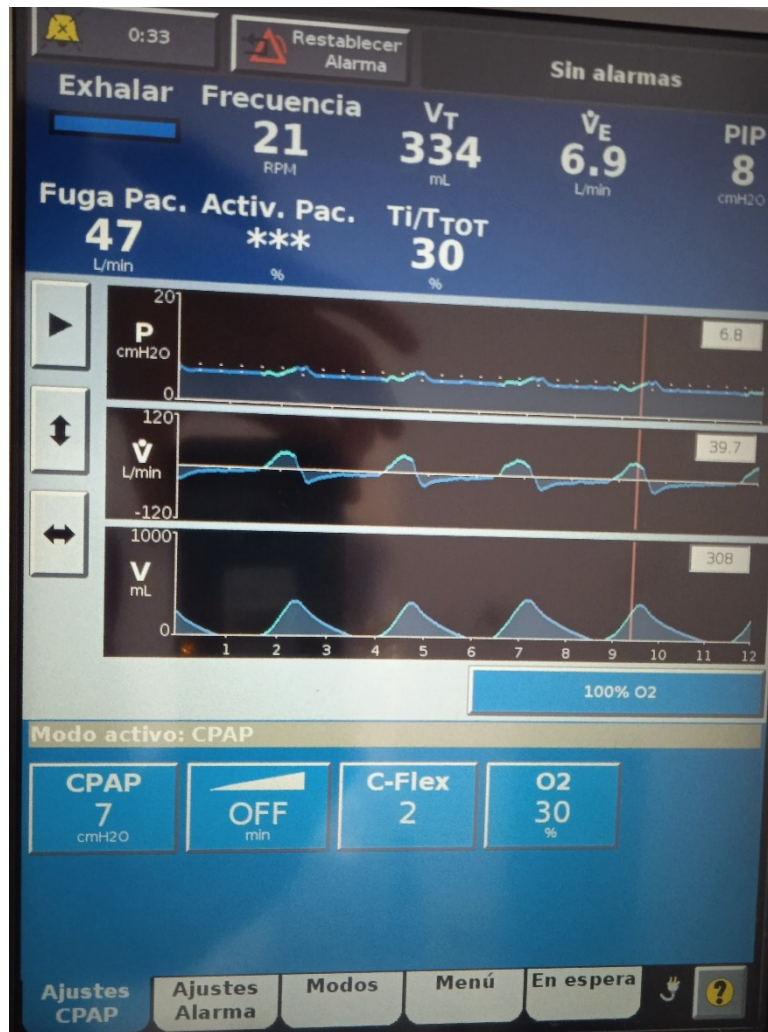 0:33
Restablecer
Alarma
Sin alarmas
Exhalar Frecuencia VT V̇E PIP
21 334 6.9 8
RPM mL L/min cmH2O
Fuga Pac. Activ. Pac. Ti/TTOT
47 *** 30
L/min % %
20
P
cmH2O
0
6.8
120
V̇
L/min
-120
39.7
1000
V
mL
0
308
1 2 3 4 5 6 7 8 9 10 11 12
100% O2
Modo activo: CPAP
CPAP C-Flex O2
7 OFF 2 30
cmH2O min %
Ajustes
CPAP
Ajustes
Alarma
Modos
Menú
En espera
?